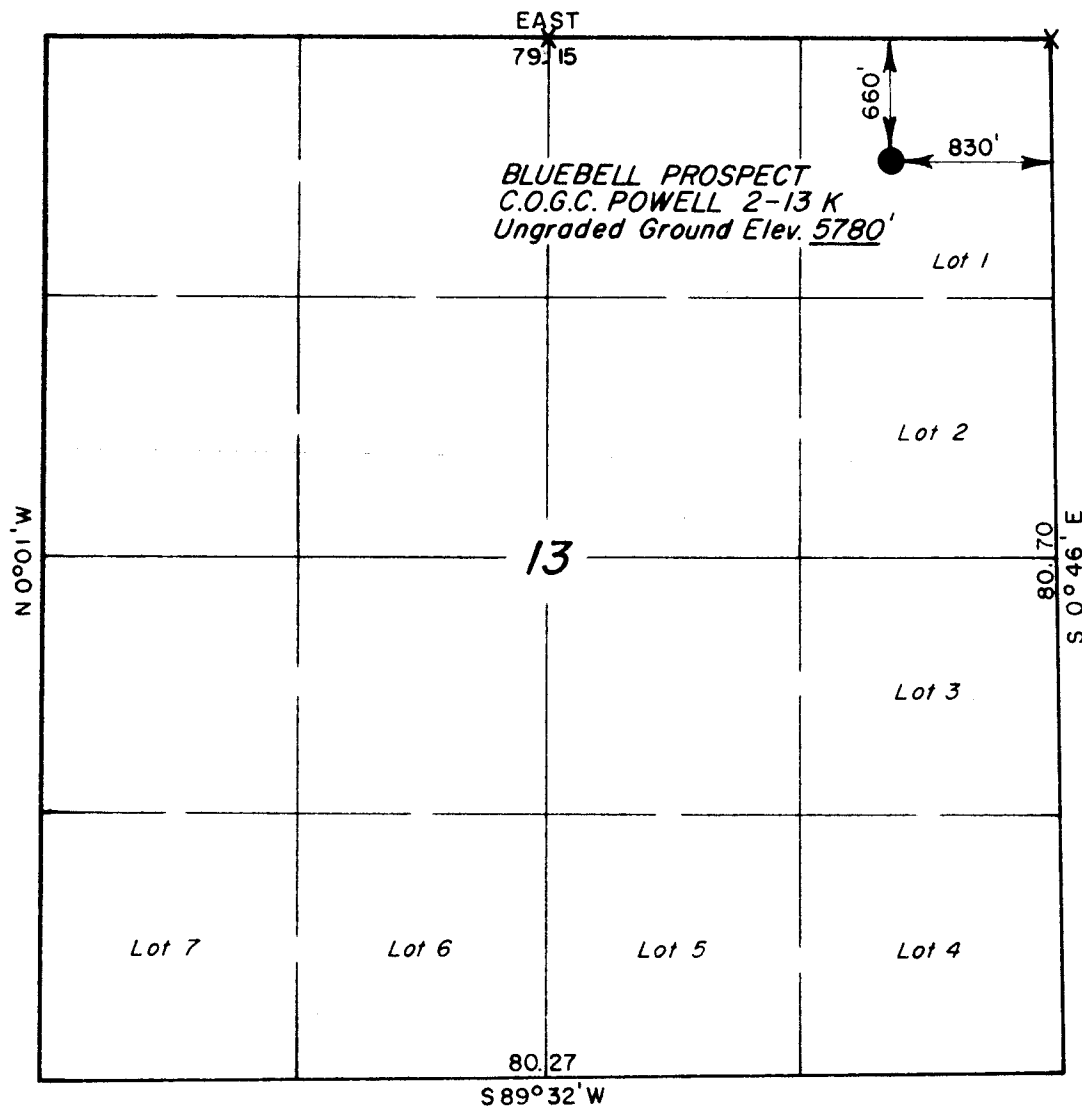 EAST
79.15
660'
830'
BLUEBELL PROSPECT
C.O.G.C. POWELL 2-13 K
Ungraded Ground Elev. 5780'
Lot 1
Lot 2
N 0°01' W
13
80.70
S 0°46' E
Lot 3
Lot 7
Lot 6
Lot 5
Lot 4
80.27
S 89°32' W